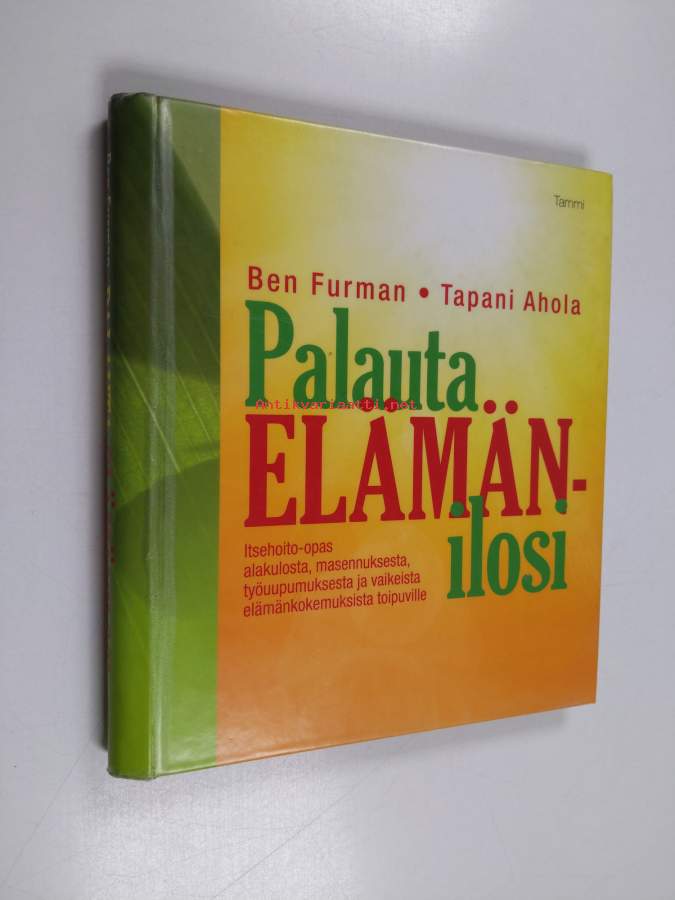 Tammi
Ben Furman • Tapani Ahola
Palauta
Antikvariaatti.net
ELÄMÄN-
ilosi
Itsehoito-opas
alakulosta, masennuksesta,
työuupumuksesta ja vaikeista
elämänkokemuksista toipuville